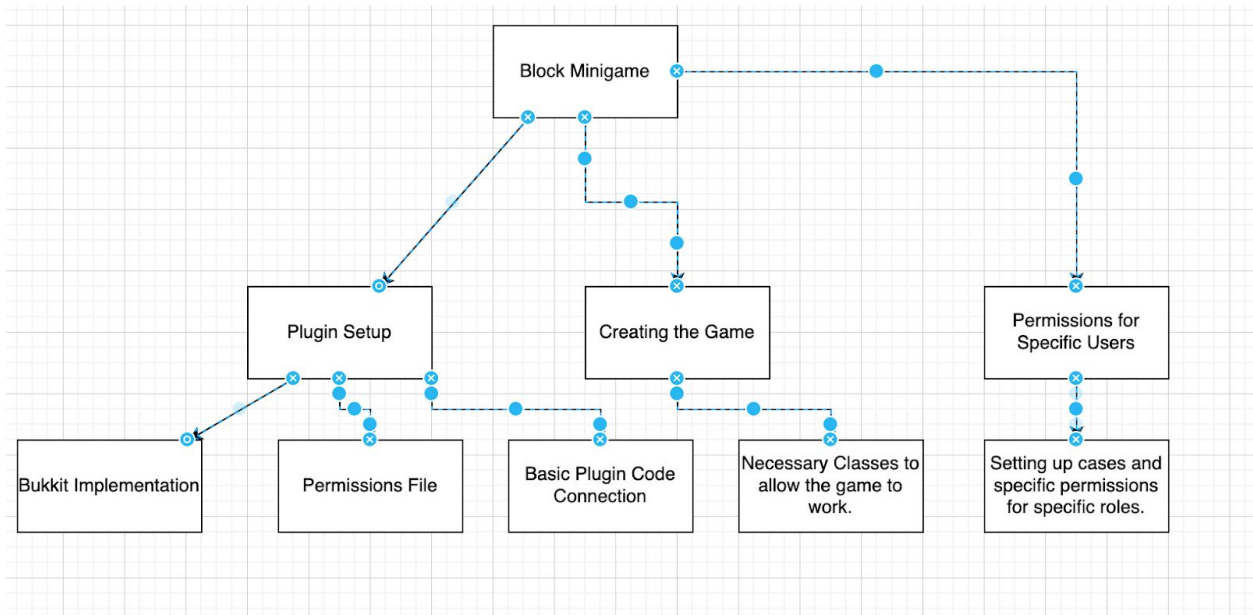 Block Minigame
Plugin Setup
Creating the Game
Permissions for
Specific Users
Bukkit Implementation
Permissions File
Basic Plugin Code
Connection
Necessary Classes to
allow the game to
work.
Setting up cases and
specific permissions
for specific roles.